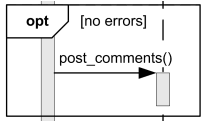 opt [no errors]
post_comments()